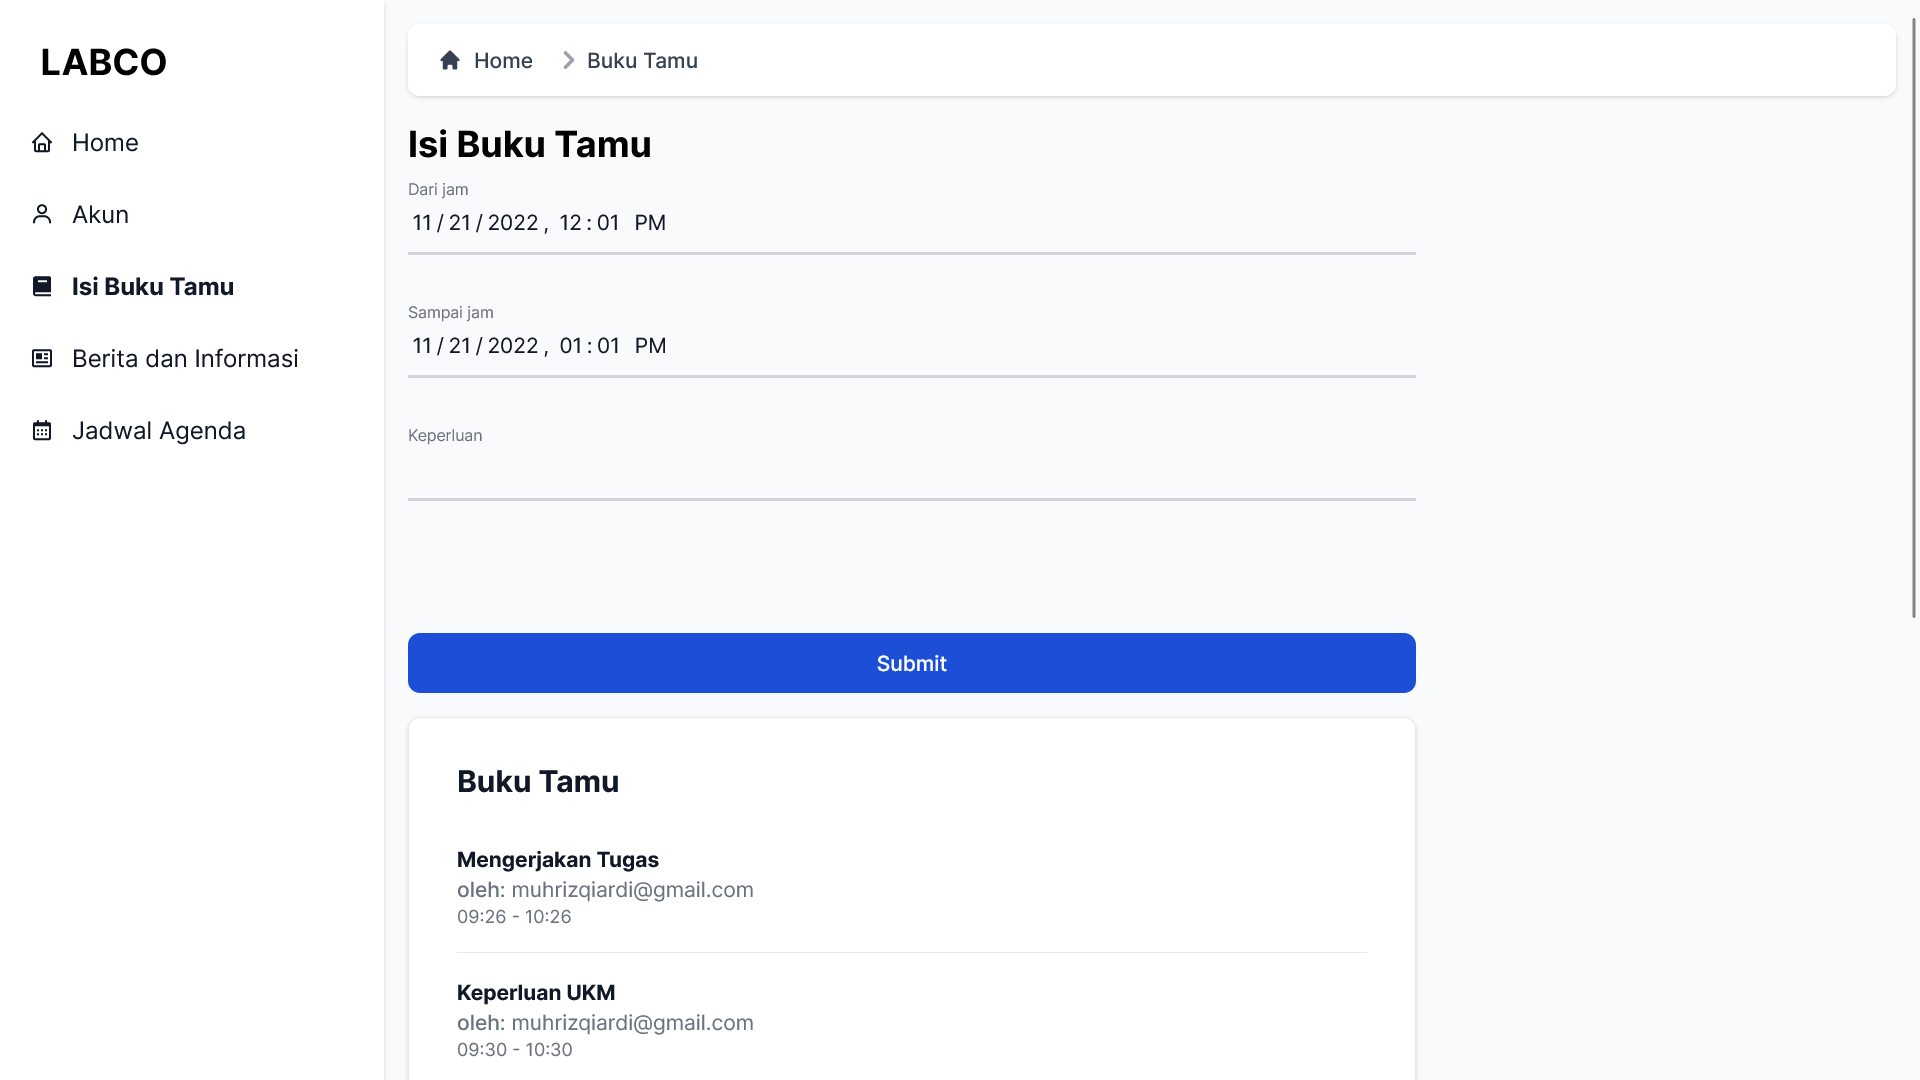 LABCO
Home
Akun
Isi Buku Tamu
Berita dan Informasi
Jadwal Agenda
Home
Buku Tamu
Isi Buku Tamu
Dari jam
11/21/2022, 12:01 PM
Sampai jam
11/21/2022, 01:01 PM
Keperluan
Submit
Buku Tamu
Mengerjakan Tugas
oleh: muhrizqiardi@gmail.com
09:26 - 10:26
Keperluan UKM
oleh: muhrizqiardi@gmail.com
09:30 - 10:30